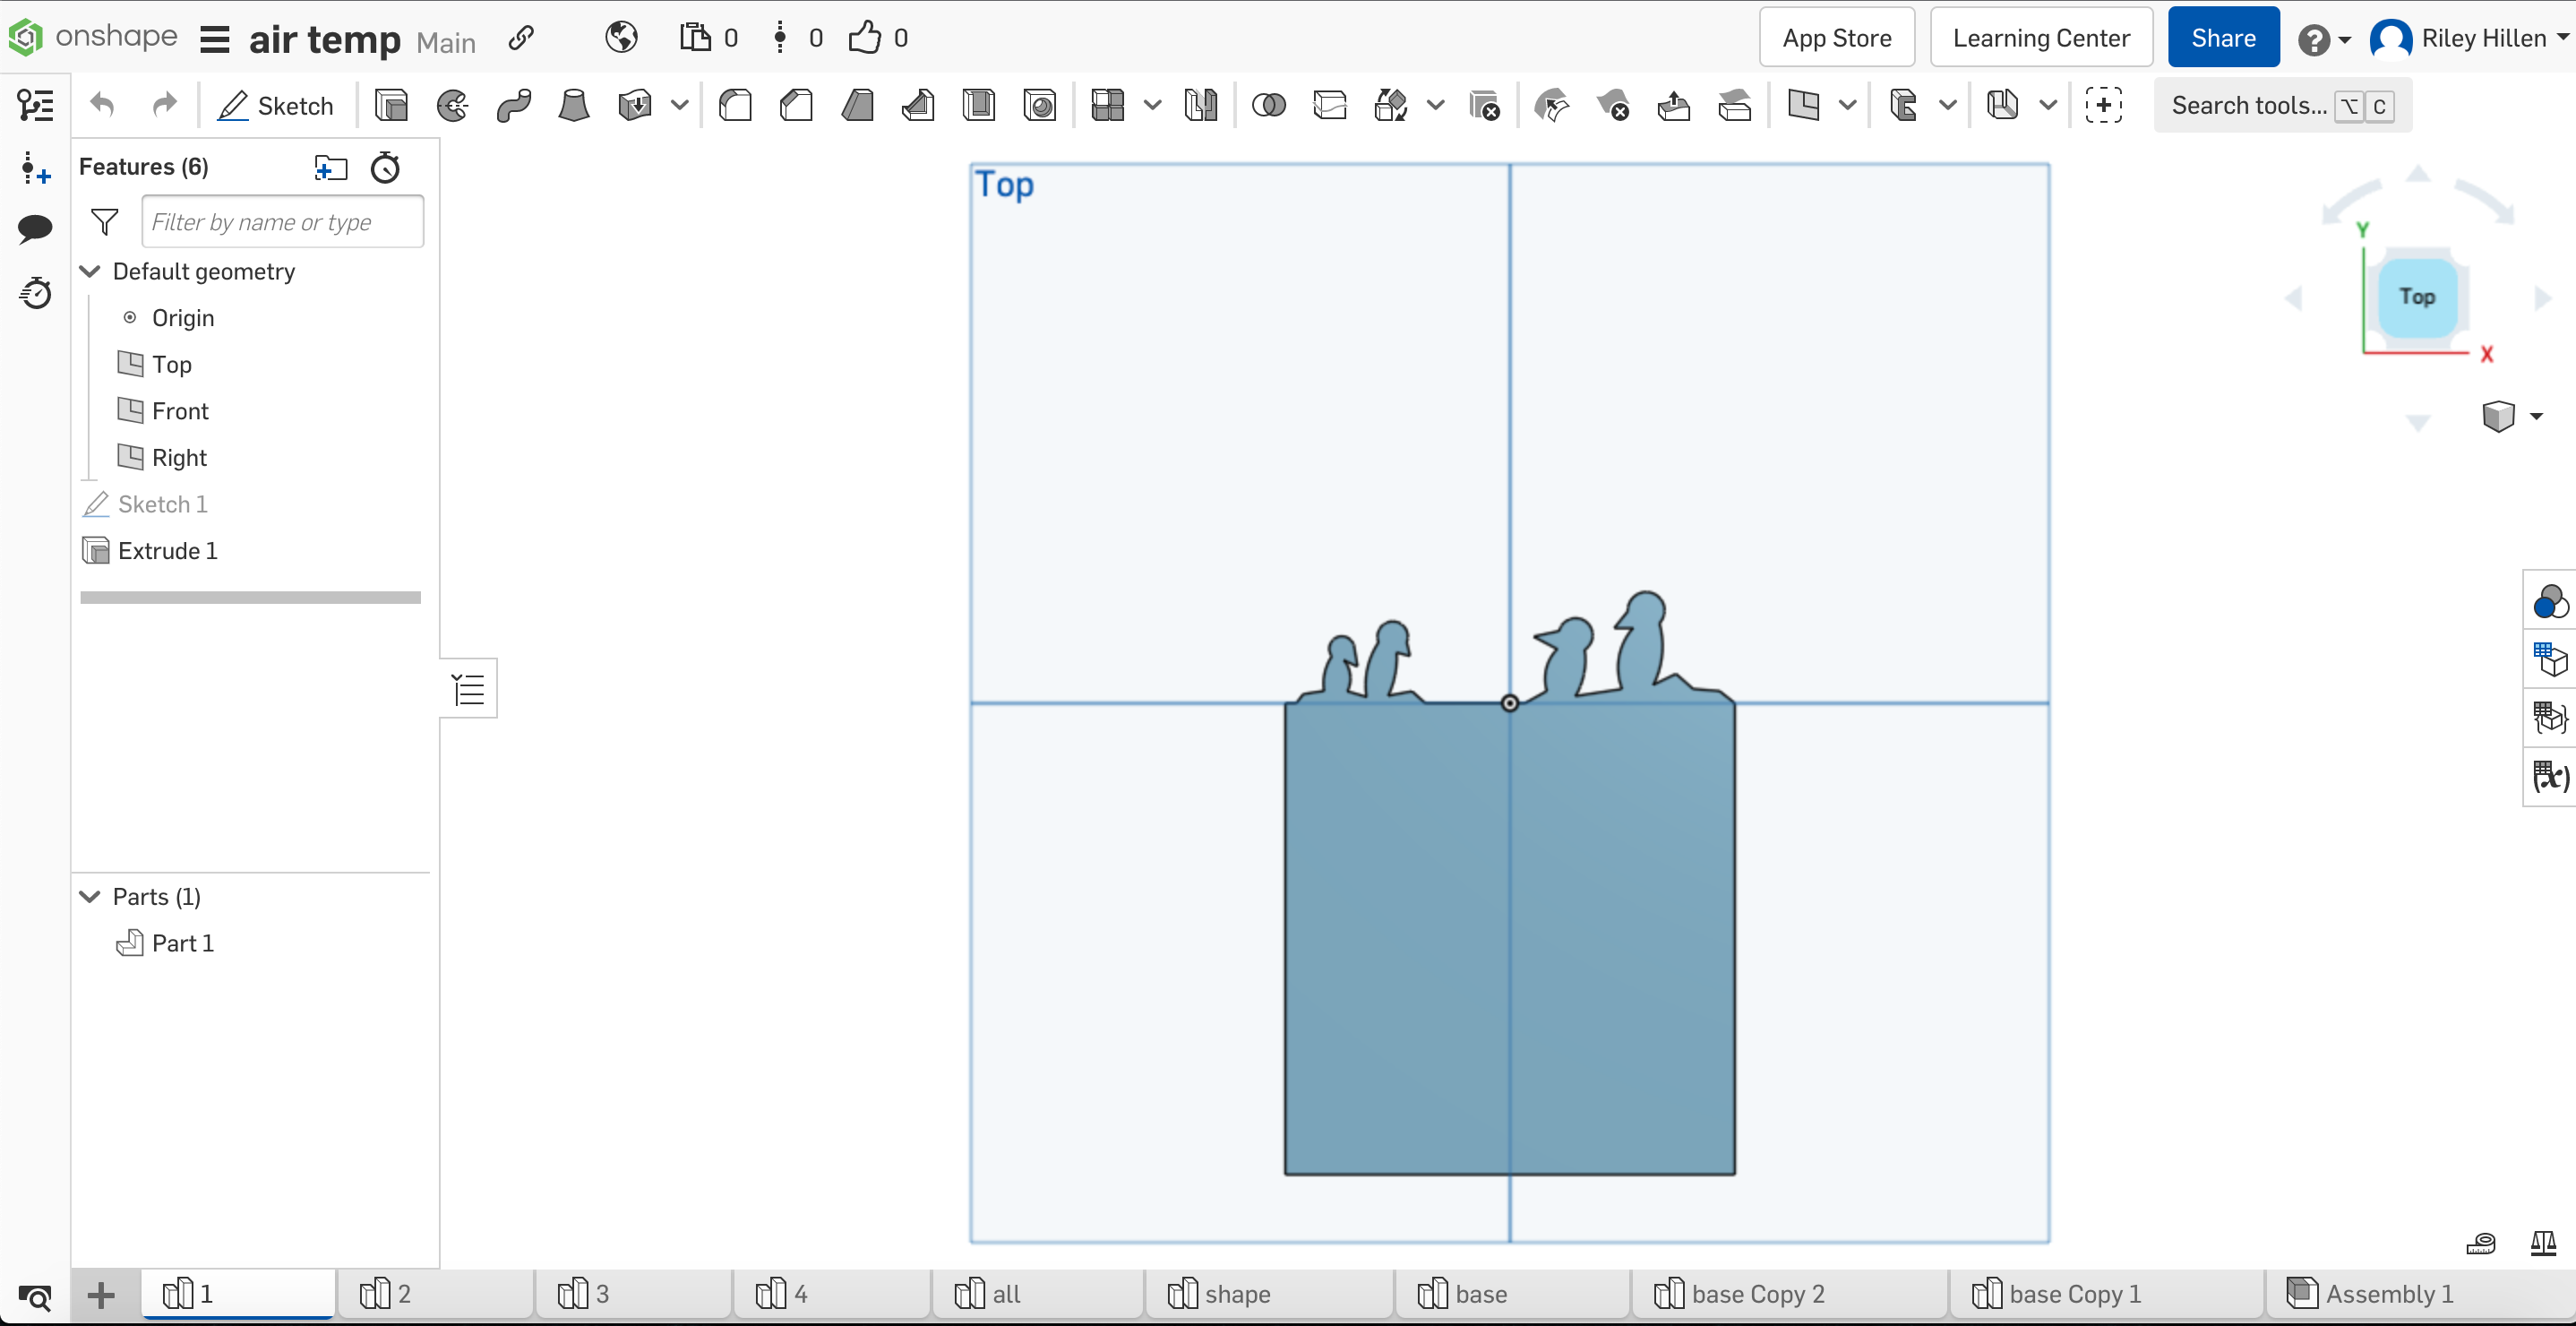 onshape air temp Main 0 0 0 App Store Learning Center Share Riley Hillen
Sketch Search tools... ⌥ C
Features (6)
Filter by name or type
Default geometry
Origin
Top
Front
Right
Sketch 1
Extrude 1
Parts (1)
Part 1
Top
Y
Top
X
1 2 3 4 all shape base base Copy 2 base Copy 1 Assembly 1